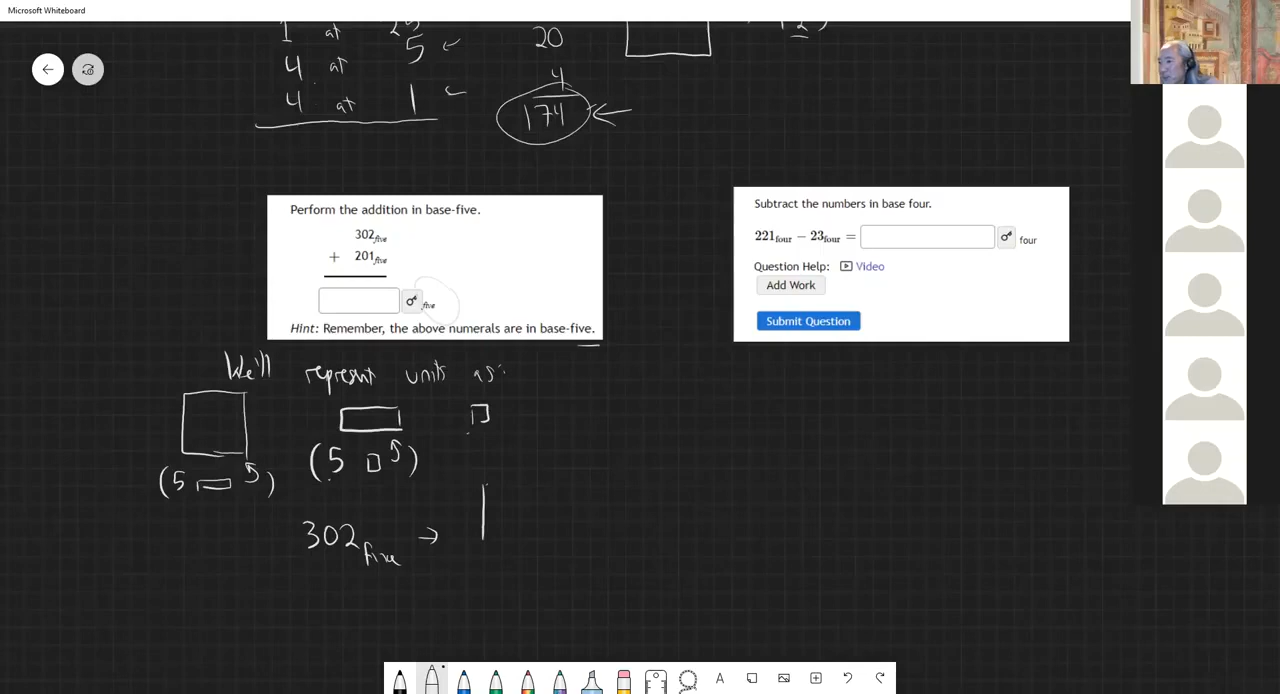 Microsoft Whiteboard
1 at 25
4 at 5 20
4 at 1 4
174
Perform the addition in base-five.
302five
+ 201five
five
Hint: Remember, the above numerals are in base-five.
Subtract the numbers in base four.
221four − 23four = four
Question Help: Video
Add Work
Submit Question
We'll represent units as:
(5 's) (5 's)
302five →
A